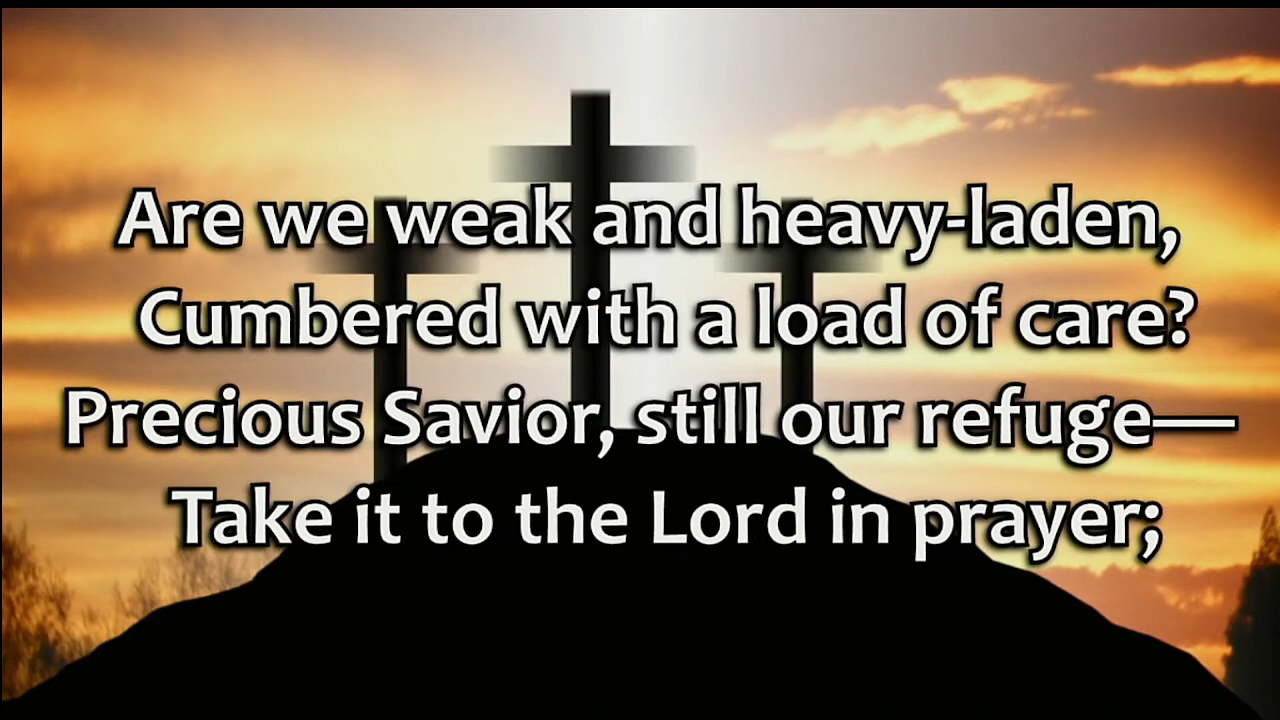 Are we weak and heavy-laden,
Cumbered with a load of care?
Precious Savior, still our refuge—
Take it to the Lord in prayer;